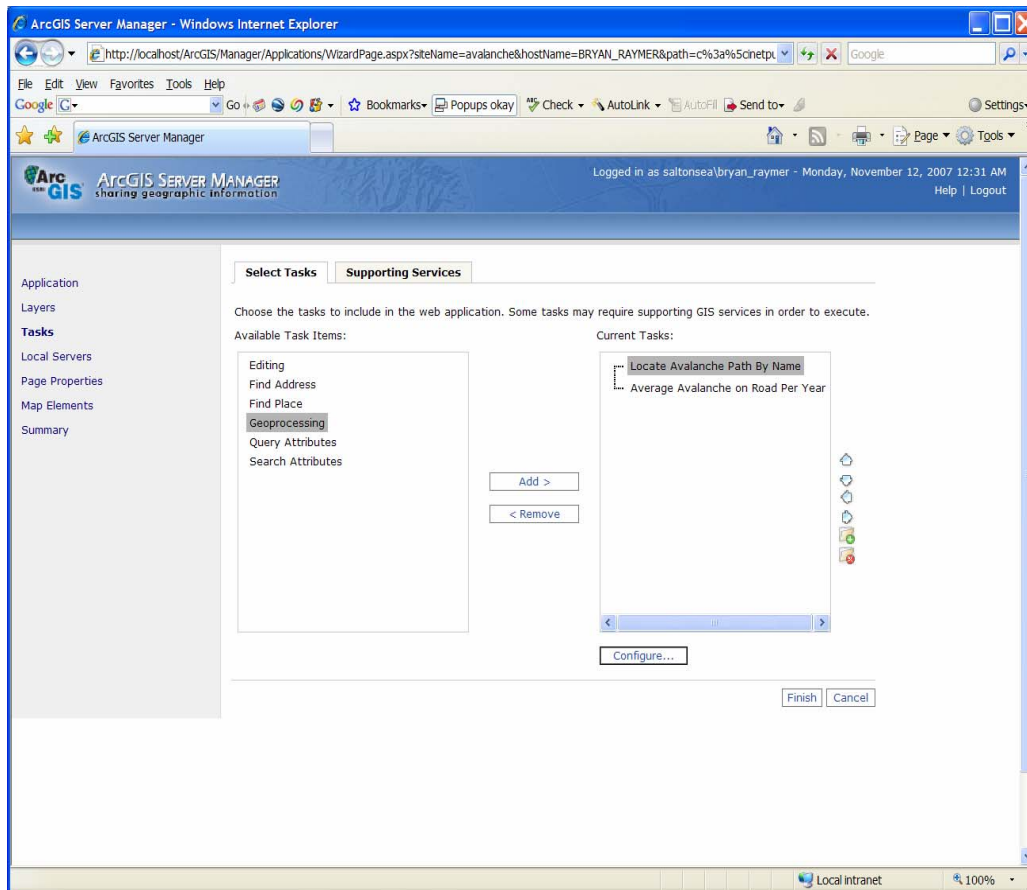 ArcGIS Server Manager - Windows Internet Explorer
http://localhost/ArcGIS/Manager/Applications/WizardPage.aspx?siteName=avalanche&hostName=BRYAN_RAYMER&path=c%3a%5cinetpu
Google
File Edit View Favorites Tools Help
Google G Go Bookmarks Popups okay Check AutoLink AutoFill Send to Settings
ArcGIS Server Manager Page Tools
Arc GIS ArcGIS Server Manager
sharing geographic information
Logged in as saltonsea\bryan_raymer - Monday, November 12, 2007 12:31 AM
Help | Logout
Application
Layers
Tasks
Local Servers
Page Properties
Map Elements
Summary
Select Tasks Supporting Services
Choose the tasks to include in the web application. Some tasks may require supporting GIS services in order to execute.
Available Task Items:
Editing
Find Address
Find Place
Geoprocessing
Query Attributes
Search Attributes
Add >
< Remove
Current Tasks:
Locate Avalanche Path By Name
Average Avalanche on Road Per Year
Configure...
Finish Cancel
Local intranet 100%